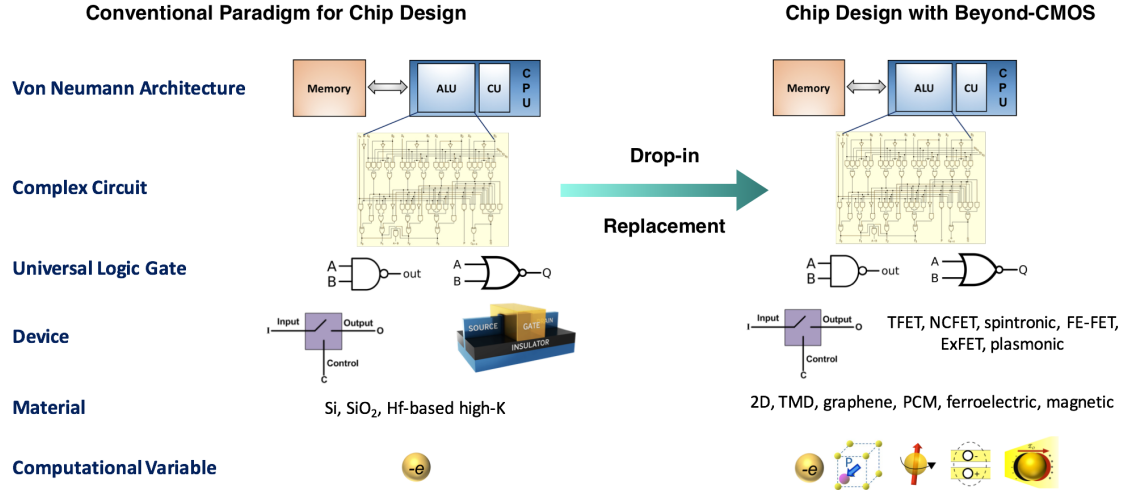 Conventional Paradigm for Chip Design
Chip Design with Beyond-CMOS
Von Neumann Architecture
Memory
ALU
CU
CPU
Memory
ALU
CU
CPU
Complex Circuit
Drop-in
Replacement
Universal Logic Gate
A
B
out
A
B
Q
A
B
out
A
B
Q
Device
Input
Output
I
O
Control
C
SOURCE
GATE
INSULATOR
Input
Output
I
O
Control
C
TFET, NCFET, spintronic, FE-FET,
ExFET, plasmonic
Material
Si, SiO₂, Hf-based high-K
2D, TMD, graphene, PCM, ferroelectric, magnetic
Computational Variable
-e
-e
P
-
+